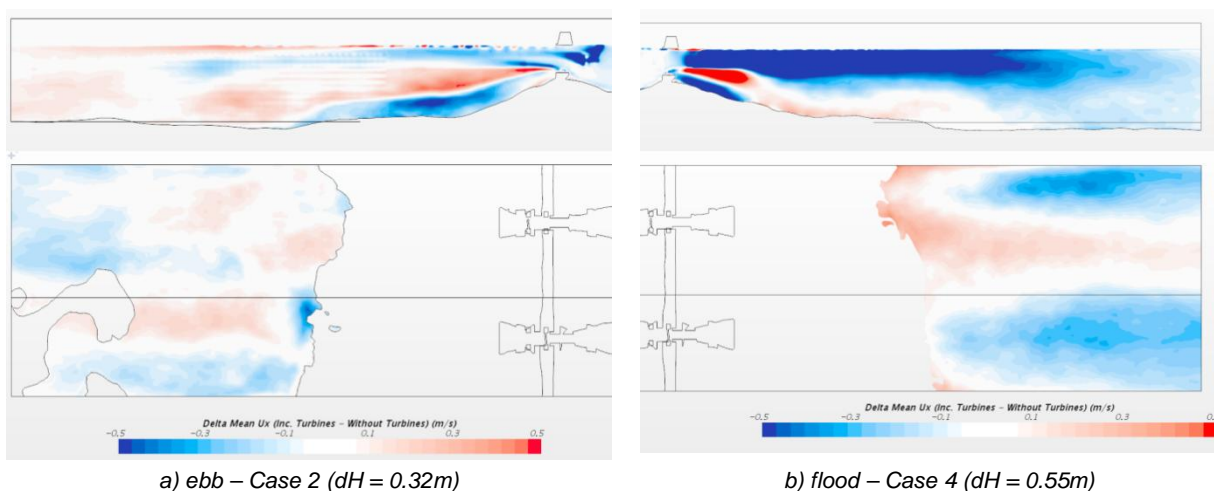 Delta Mean Ux (Inc. Turbines - Without Turbines) (m/s)
-0.5 -0.3 -0.1 0.1 0.3 0.5
a) ebb – Case 2 (dH = 0.32m)
Delta Mean Ux (Inc. Turbines - Without Turbines) (m/s)
-0.5 -0.3 -0.1 0.1 0.3
b) flood – Case 4 (dH = 0.55m)